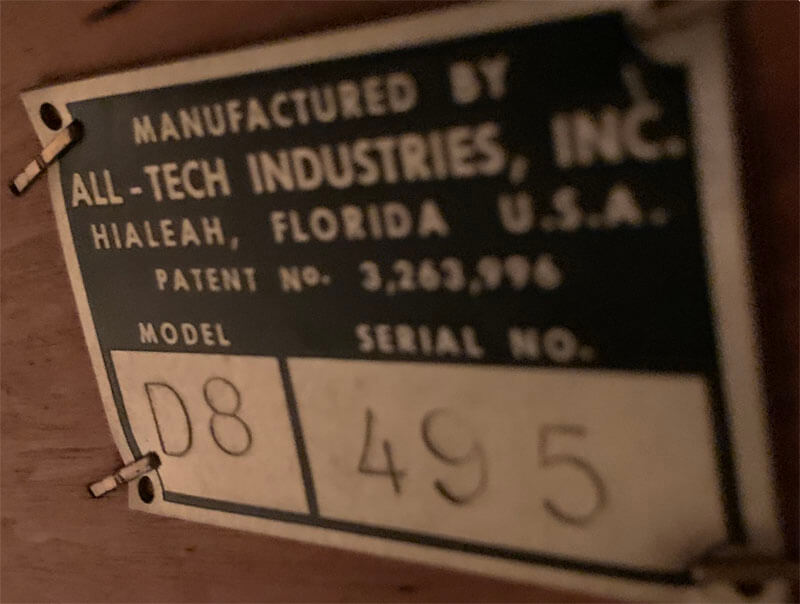 MANUFACTURED BY
ALL-TECH INDUSTRIES, INC.
HIALEAH, FLORIDA U.S.A.
PATENT No. 3,263,996
MODEL SERIAL NO.
D8 495